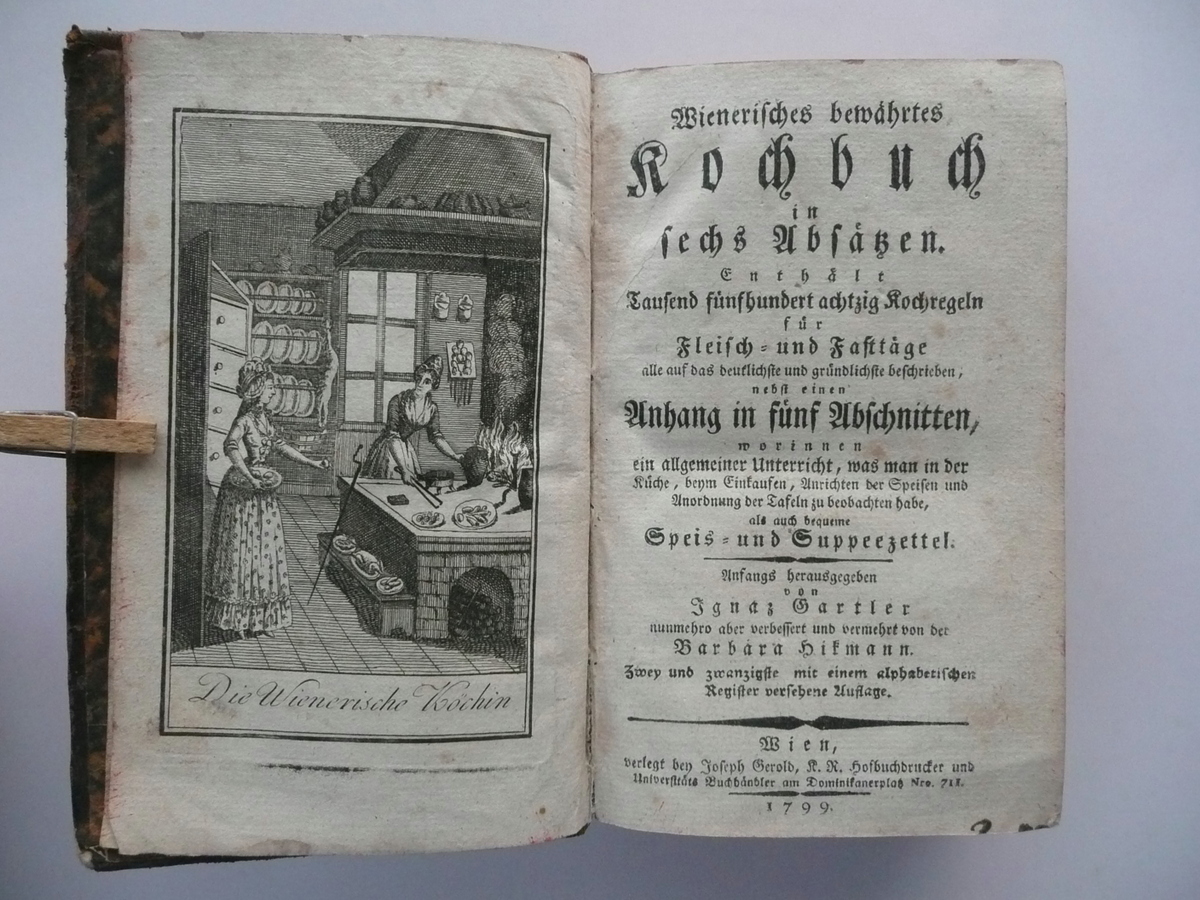 Die Wienerische Köchin
Wienerisches bewährtes
Kochbuch
in
sechs Absätzen.
Enthält
Tausend fünfhundert achtzig Kochregeln
für
Fleisch- und Fasttäge
alle auf das deutlichste und gründlichste beschrieben,
nebst einen
Anhang in fünf Abschnitten,
worinnen
ein allgemeiner Unterricht, was man in der
Küche, beym Einkaufen, Anrichten der Speisen und
Anordnung der Tafeln zu beobachten habe,
als auch bequeme
Speis- und Suppeezettel.
Anfangs herausgegeben
von
Ignaz Gartler
nunmehro aber verbessert und vermehrt von der
Barbara Hikmann.
Zwey und zwanzigste mit einem alphabetischen
Register versehene Auflage.
Wien,
verlegt bey Joseph Gerold, K. R. Hofbuchdrucker und
Universitäts Buchhändler am Dominikanerplatz Nro. 711.
1799.